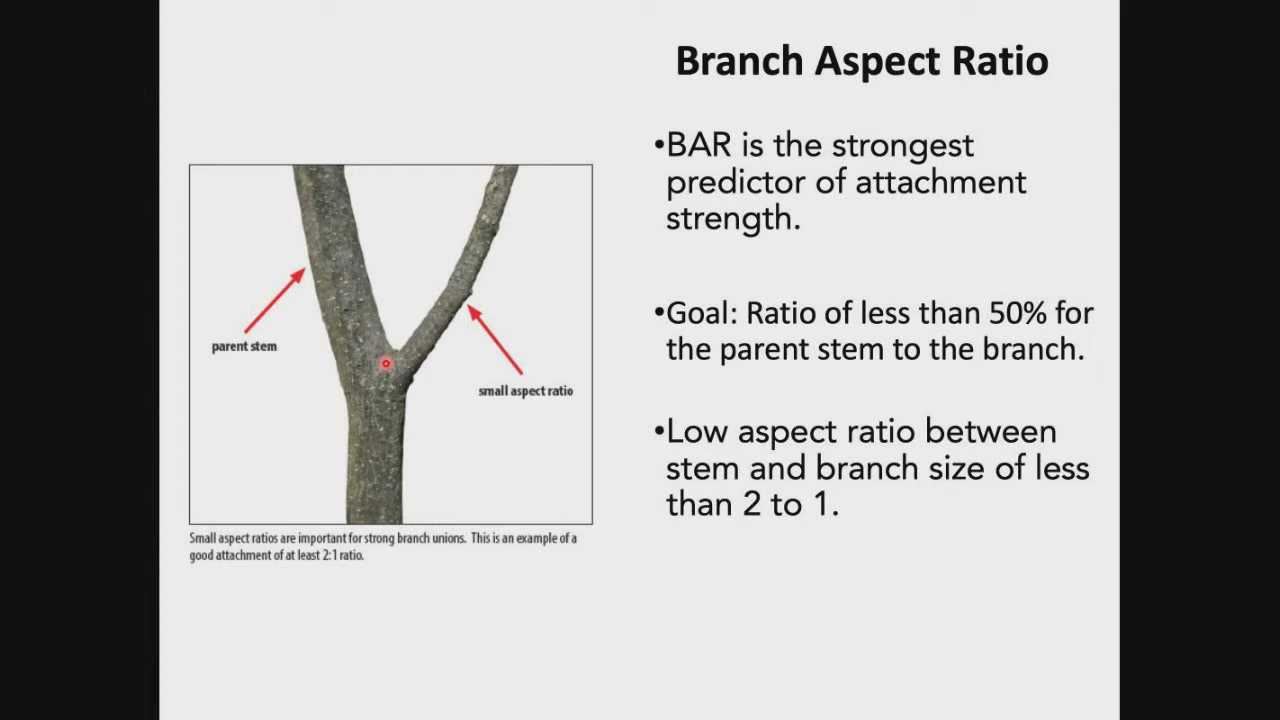 Branch Aspect Ratio
•BAR is the strongest
predictor of attachment
strength.
•Goal: Ratio of less than 50% for
the parent stem to the branch.
•Low aspect ratio between
stem and branch size of less
than 2 to 1.
parent stem
small aspect ratio
Small aspect ratios are important for strong branch unions. This is an example of a
good attachment of at least 2:1 ratio.